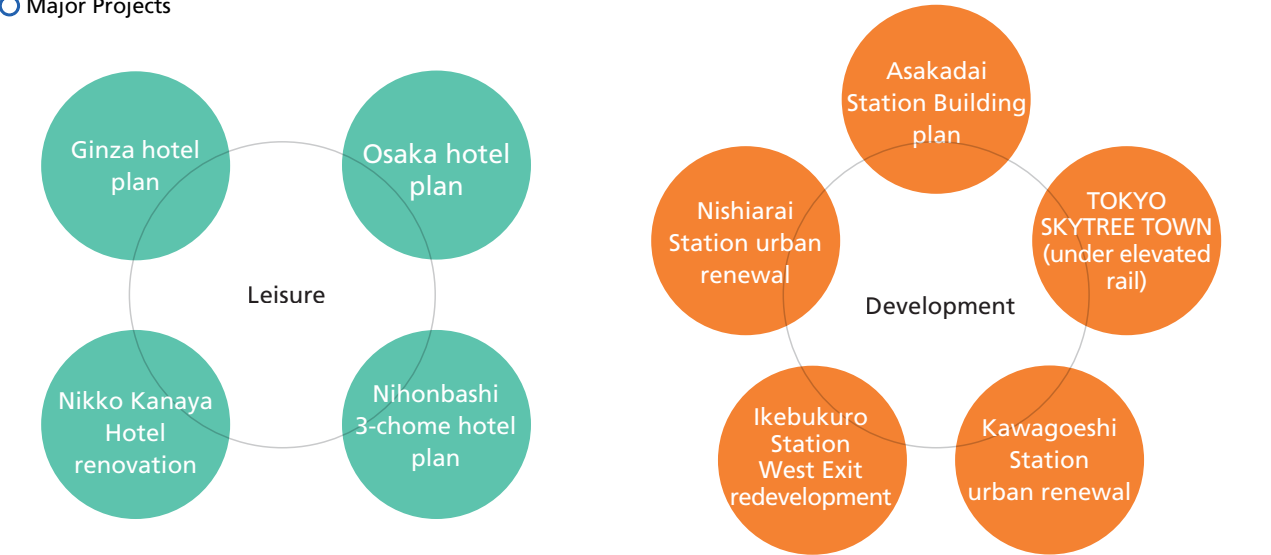 Major Projects
Ginza hotel
plan
Osaka hotel
plan
Leisure
Nikko Kanaya
Hotel
renovation
Nihonbashi
3-chome hotel
plan
Asakadai
Station Building
plan
Nishiarai
Station urban
renewal
TOKYO
SKYTREE TOWN
(under elevated
rail)
Development
Ikebukuro
Station
West Exit
redevelopment
Kawagoeshi
Station
urban renewal